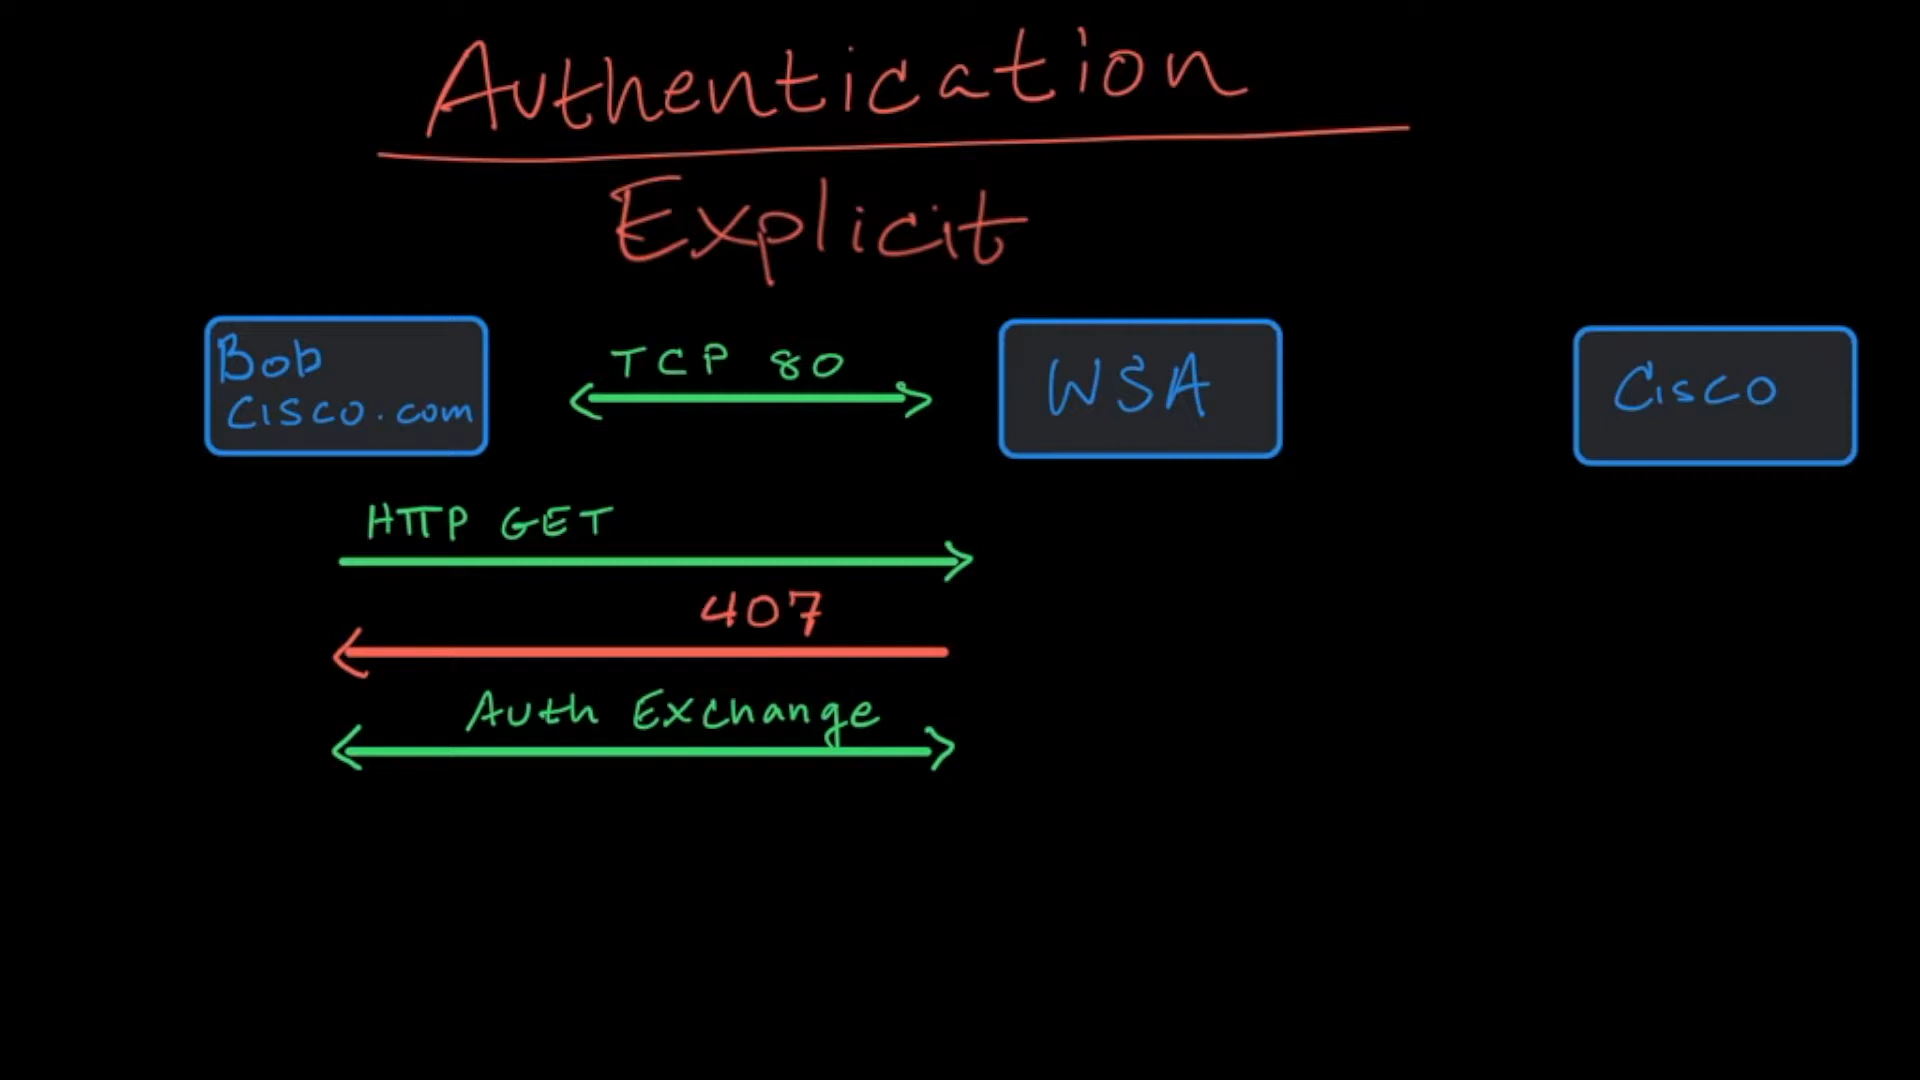 Authentication
Explicit
Bob
Cisco.com
TCP 80
WSA
Cisco
HTTP GET
407
Auth Exchange